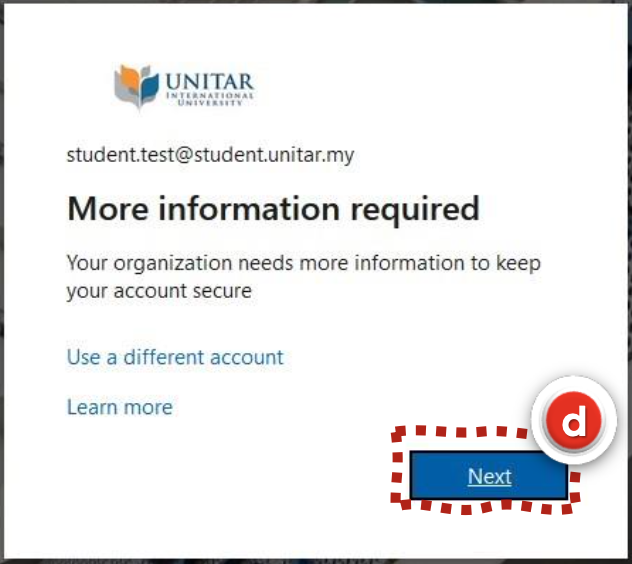 UNITAR
INTERNATIONAL
UNIVERSITY
student.test@student.unitar.my
More information required
Your organization needs more information to keep
your account secure
Use a different account
Learn more
d
Next